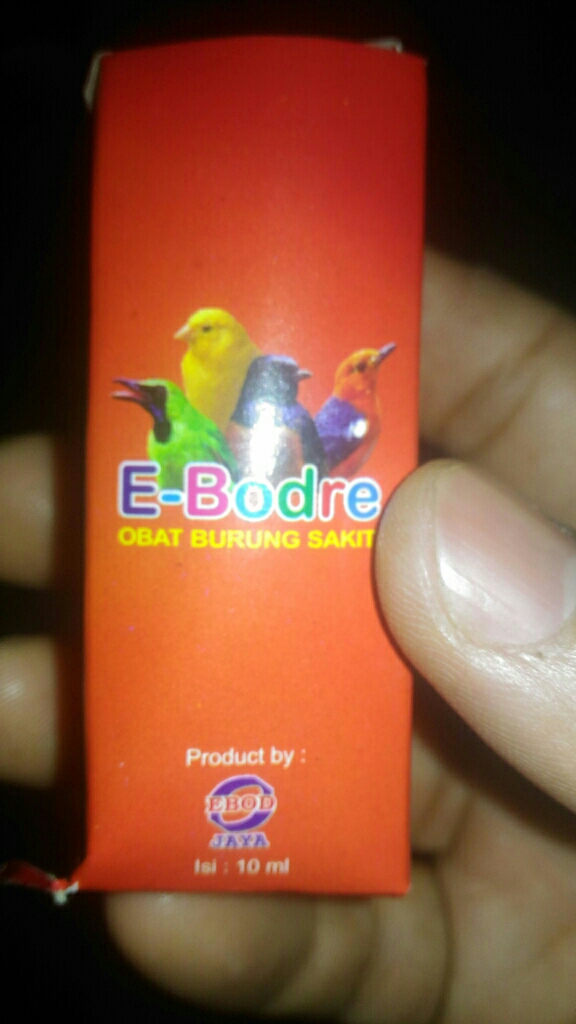 E-Bodre
OBAT BURUNG SAKIT
Product by :
EBOD
JAYA
Isi : 10 ml